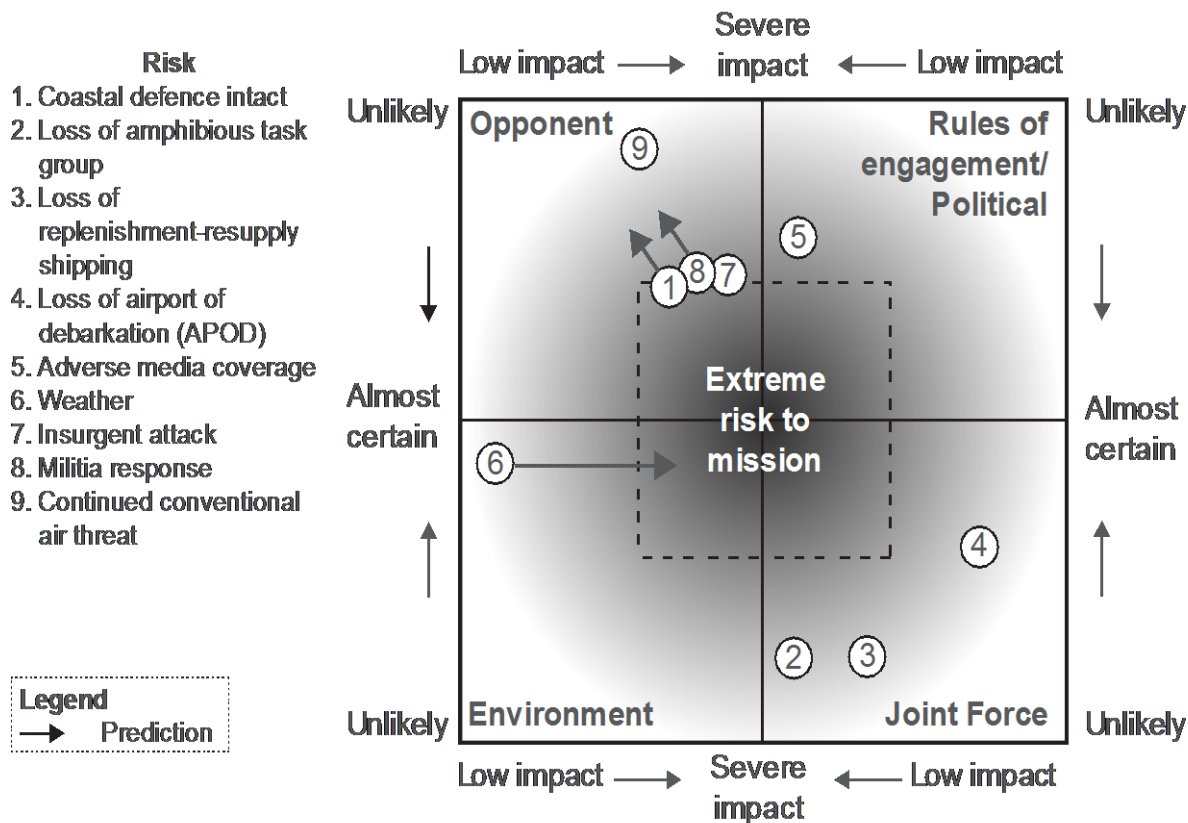 Risk
1. Coastal defence intact
2. Loss of amphibious task
group
3. Loss of
replenishment-resupply
shipping
4. Loss of airport of
debarkation (APOD)
5. Adverse media coverage
6. Weather
7. Insurgent attack
8. Militia response
9. Continued conventional
air threat
Legend
Prediction
Low impact
Severe
impact
Low impact
Unlikely
Unlikely
Opponent
Rules of
engagement/
Political
9
5
8
7
1
Almost
certain
Extreme
risk to
mission
Almost
certain
6
4
2
3
Environment
Joint Force
Unlikely
Unlikely
Low impact
Severe
impact
Low impact